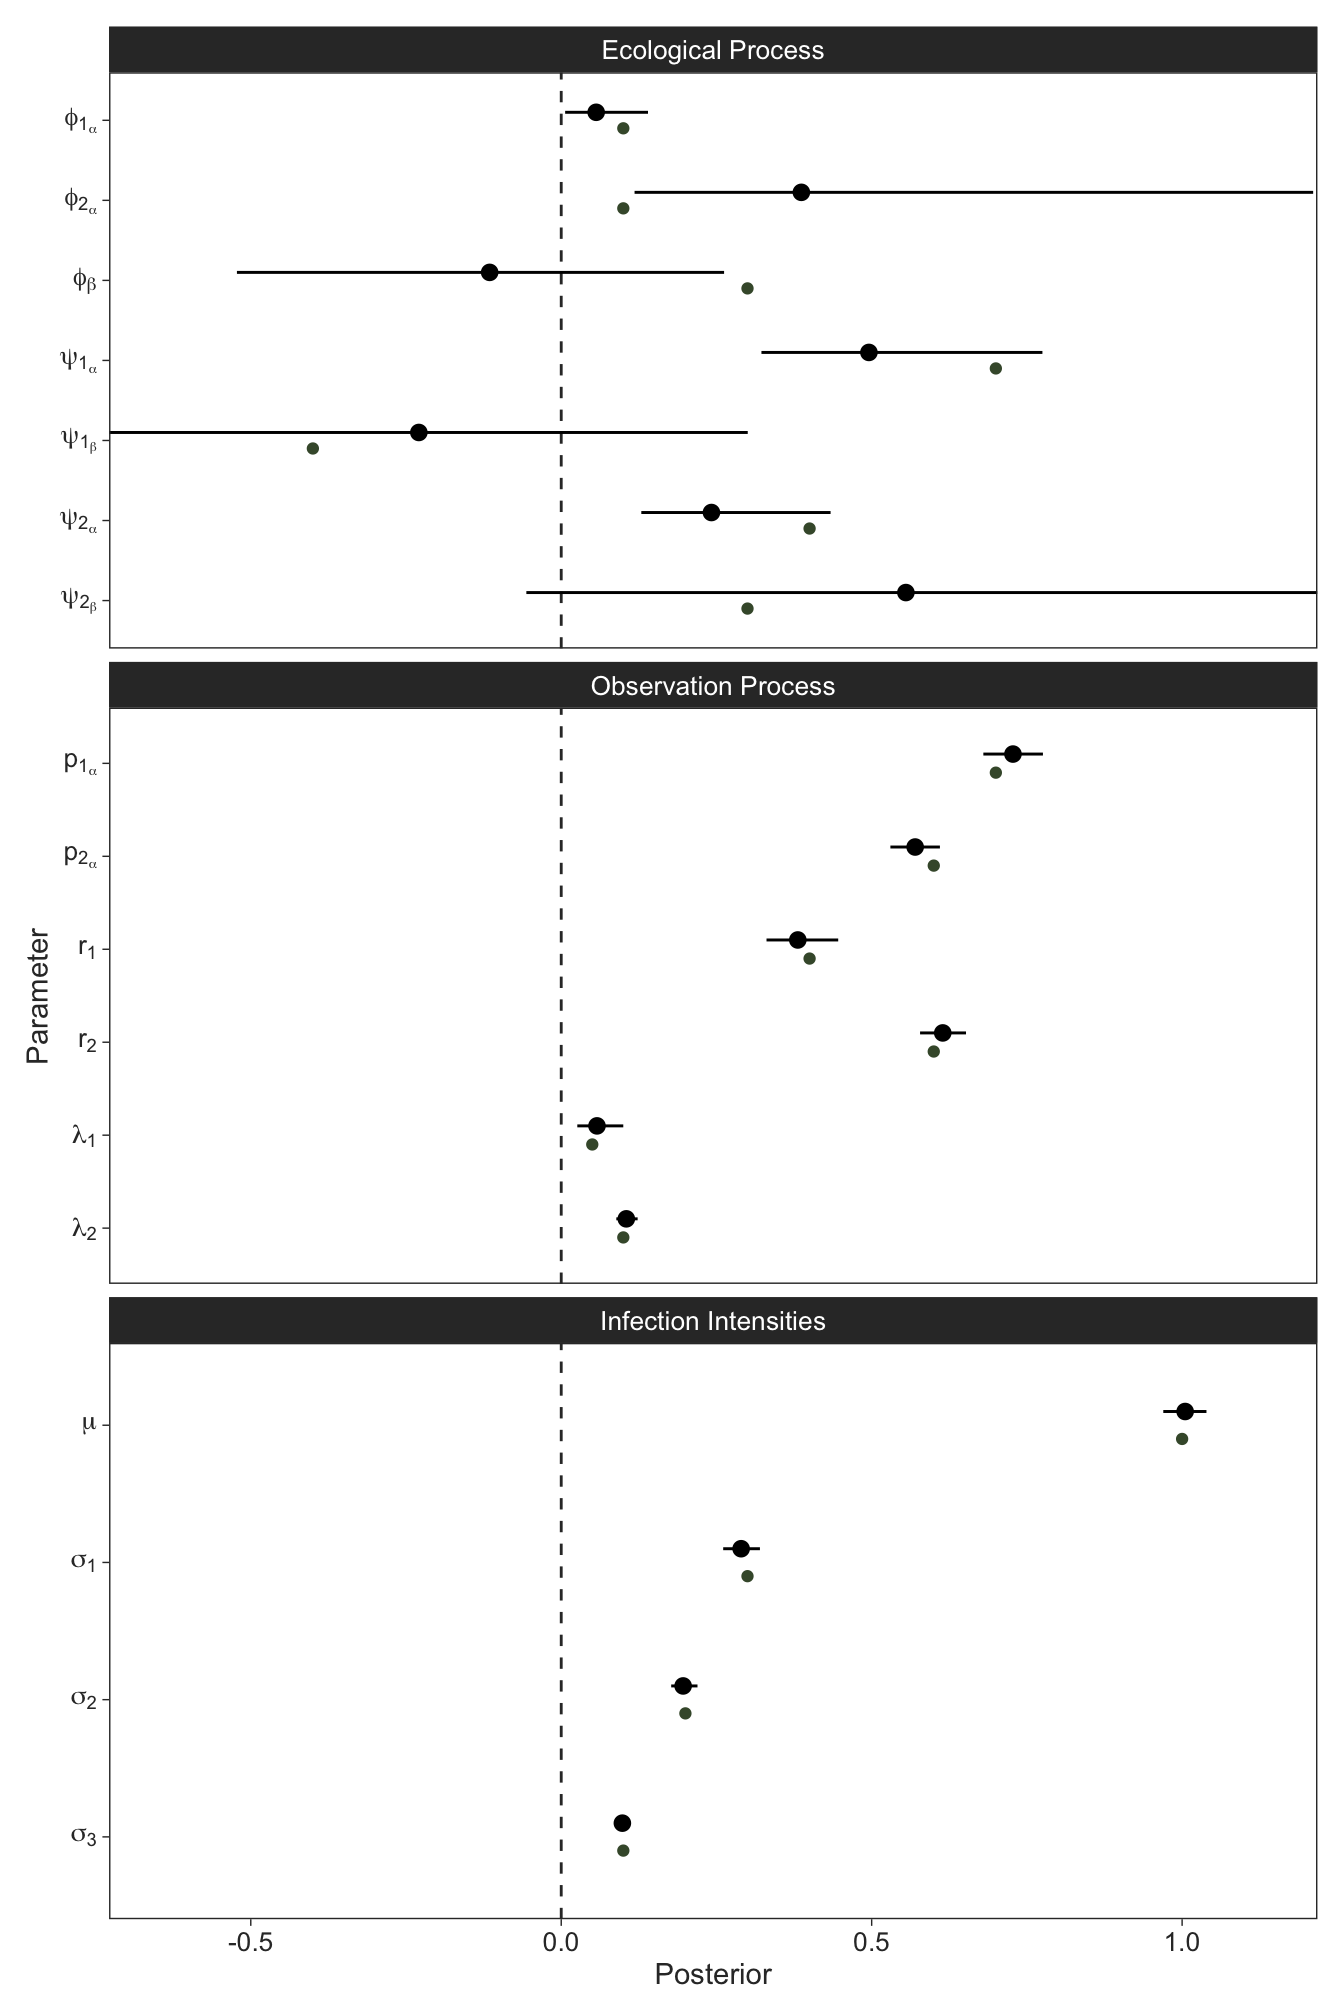 Ecological Process
ϕ1α
ϕ2α
ϕβ
ψ1α
ψ1β
ψ2α
ψ2β
Observation Process
p1α
p2α
r1
r2
λ1
λ2
Parameter
Infection Intensities
μ
σ1
σ2
σ3
-0.5 0.0 0.5 1.0
Posterior